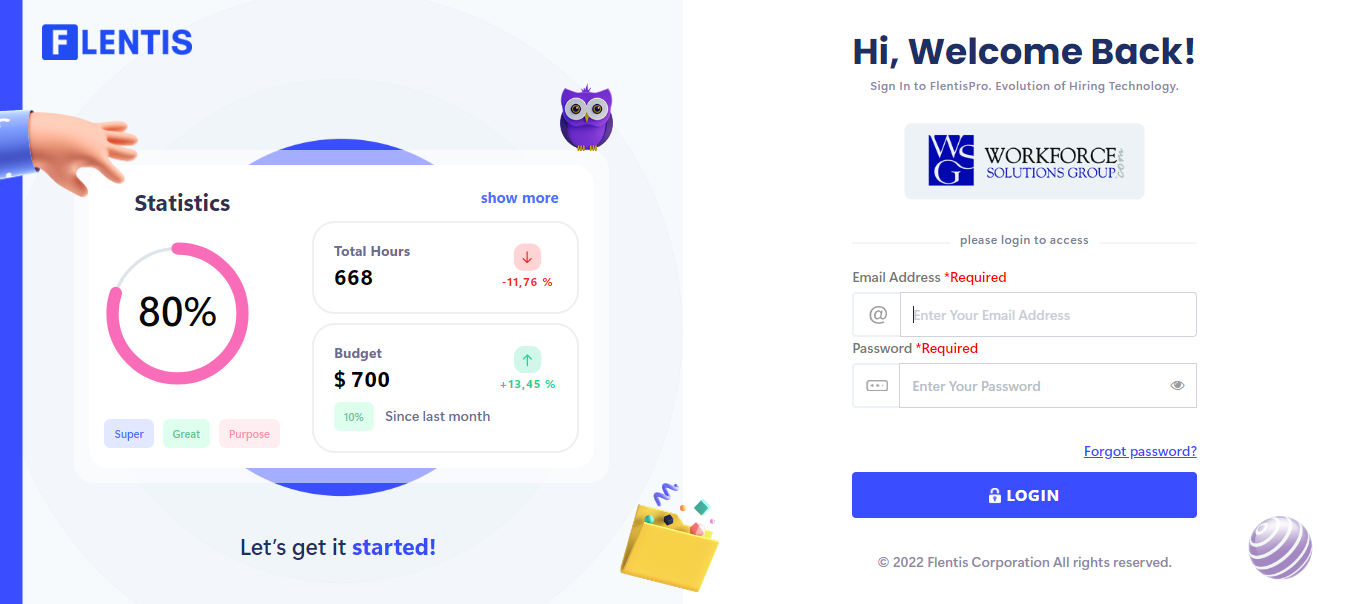 FLENTIS
Statistics
show more
80%
Total Hours
668
-11,76 %
Budget
$ 700
+13,45 %
10%
Since last month
Super
Great
Purpose
Let's get it started!
Hi, Welcome Back!
Sign In to FlentisPro. Evolution of Hiring Technology.
WSG
WORKFORCE
SOLUTIONS GROUP
.com
please login to access
Email Address *Required
@
Enter Your Email Address
Password *Required
Enter Your Password
Forgot password?
LOGIN
© 2022 Flentis Corporation All rights reserved.